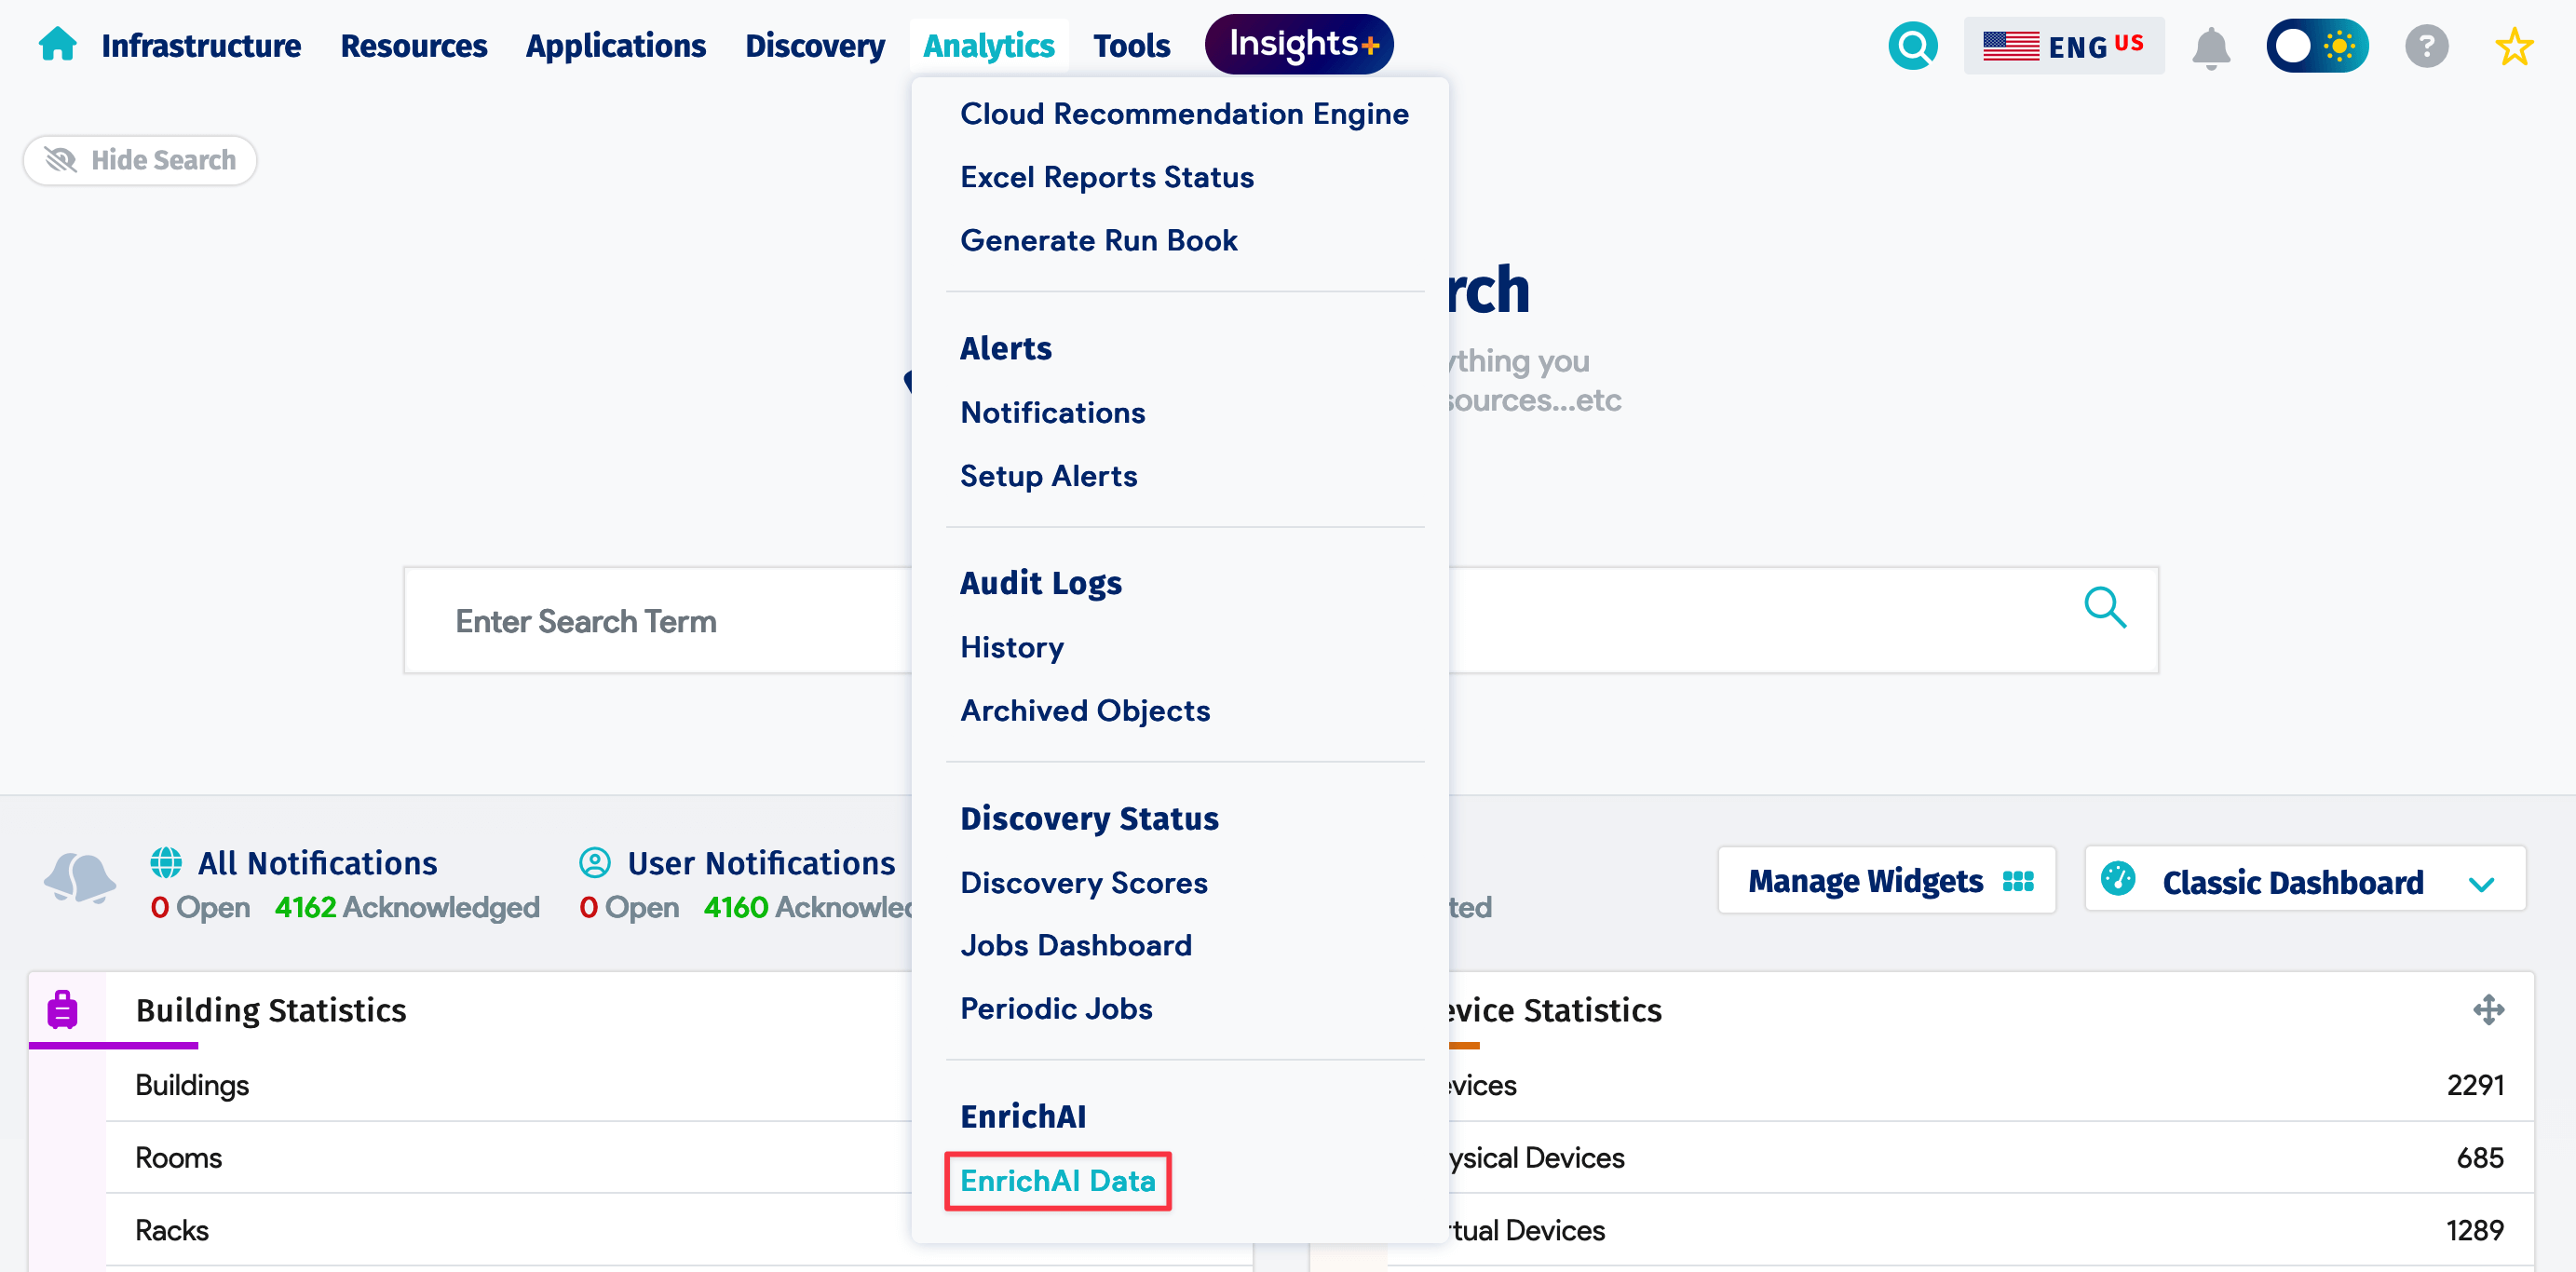 Infrastructure Resources Applications Discovery Analytics Tools Insights+ ENG US ?
Hide Search
Cloud Recommendation Engine
Excel Reports Status
Generate Run Book
rch
Alerts
ything you
sources...etc
Notifications
Setup Alerts
Audit Logs
Enter Search Term
History
Archived Objects
Discovery Status
All Notifications User Notifications
0 Open 4162 Acknowledged 0 Open 4160 Acknowled ted
Manage Widgets Classic Dashboard
Discovery Scores
Jobs Dashboard
Periodic Jobs
Building Statistics
evice Statistics
Buildings
evices 2291
EnrichAI
Rooms
ysical Devices 685
EnrichAI Data
Racks
rtual Devices 1289